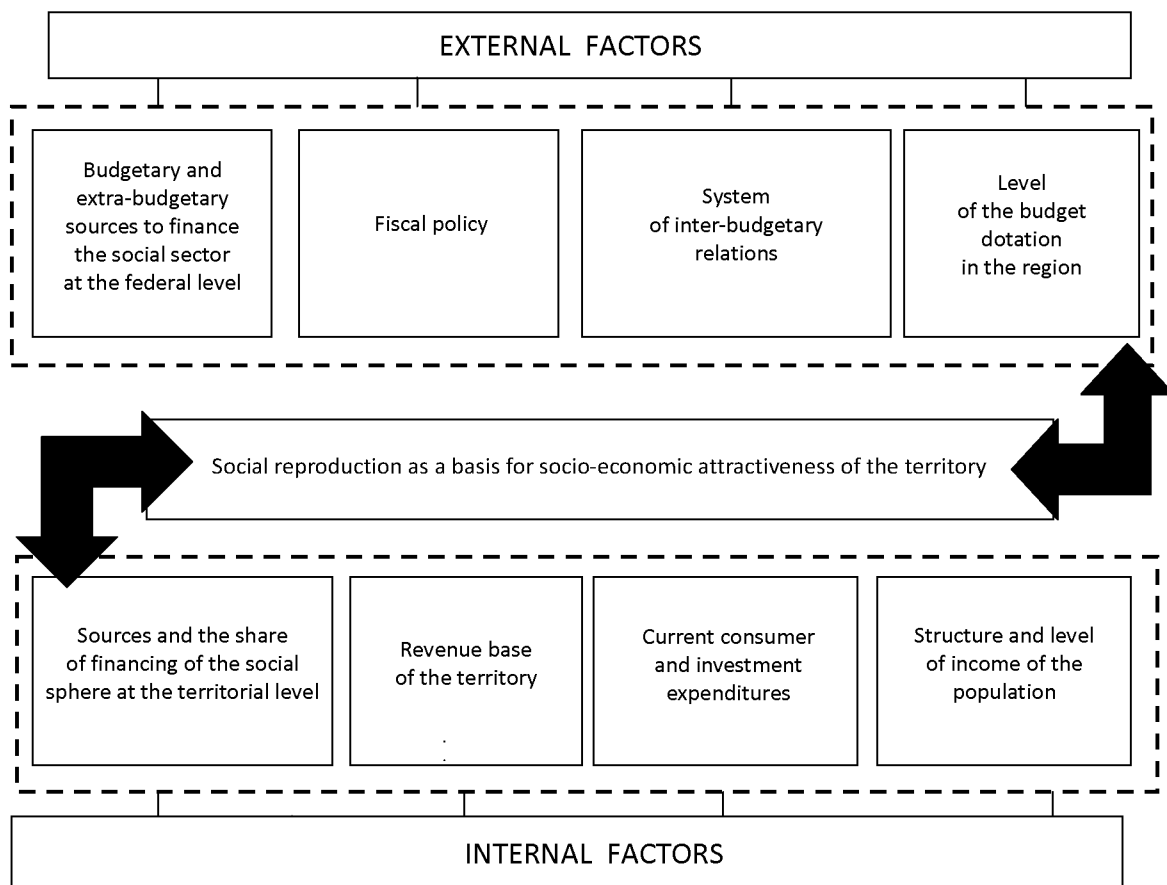 EXTERNAL FACTORS
Budgetary and
extra-budgetary
sources to finance
the social sector
at the federal level
Fiscal policy
System
of inter-budgetary
relations
Level
of the budget
dotation
in the region
Social reproduction as a basis for socio-economic attractiveness of the territory
Sources and the share
of financing of the social
sphere at the territorial level
Revenue base
of the territory
Current consumer
and investment
expenditures
Structure and level
of income of the
population
INTERNAL FACTORS